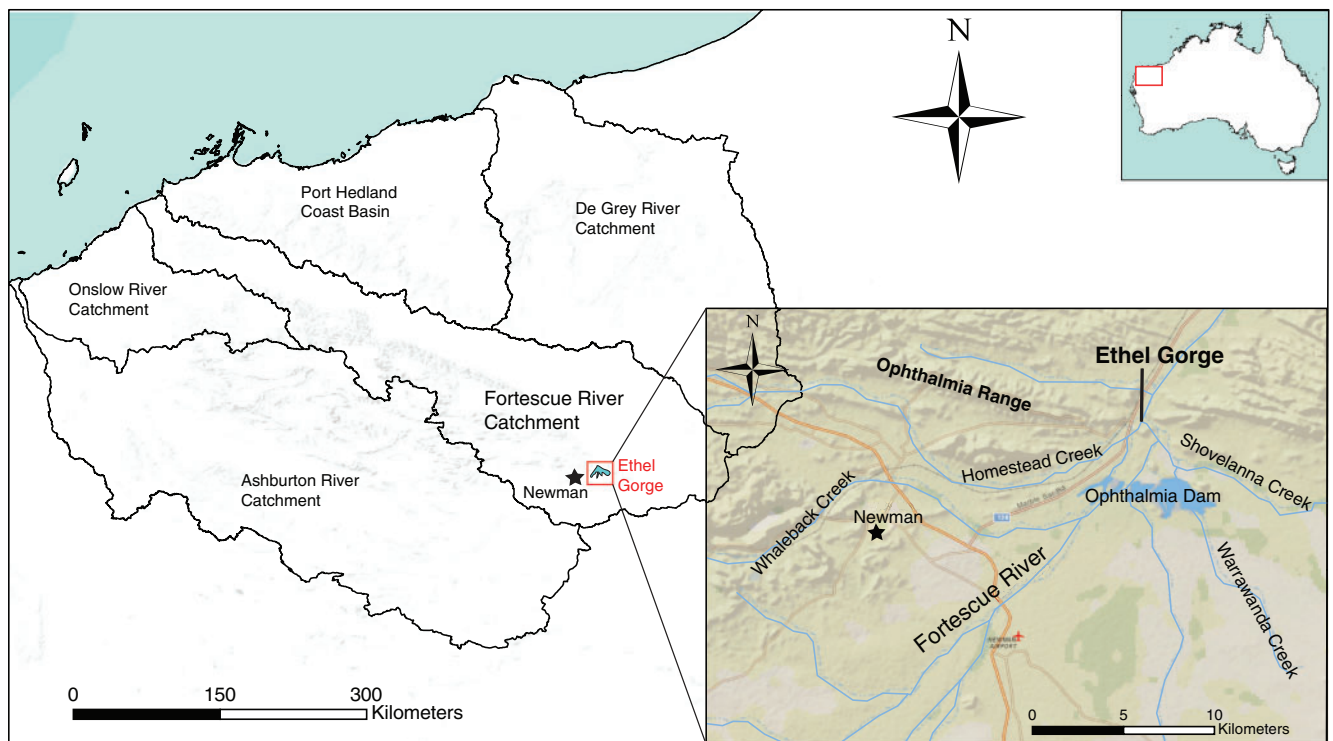 N
Port Hedland
Coast Basin
De Grey River
Catchment
Onslow River
Catchment
Fortescue River
Catchment
Ashburton River
Catchment
Newman
Ethel
Gorge
0 150 300
Kilometers
N
Ethel Gorge
Ophthalmia Range
Homestead Creek
Shovelanna Creek
Ophthalmia Dam
Whaleback Creek
Newman
Fortescue River
Warrawanda Creek
NEWMAN
AIRPORT
0 5 10
Kilometers